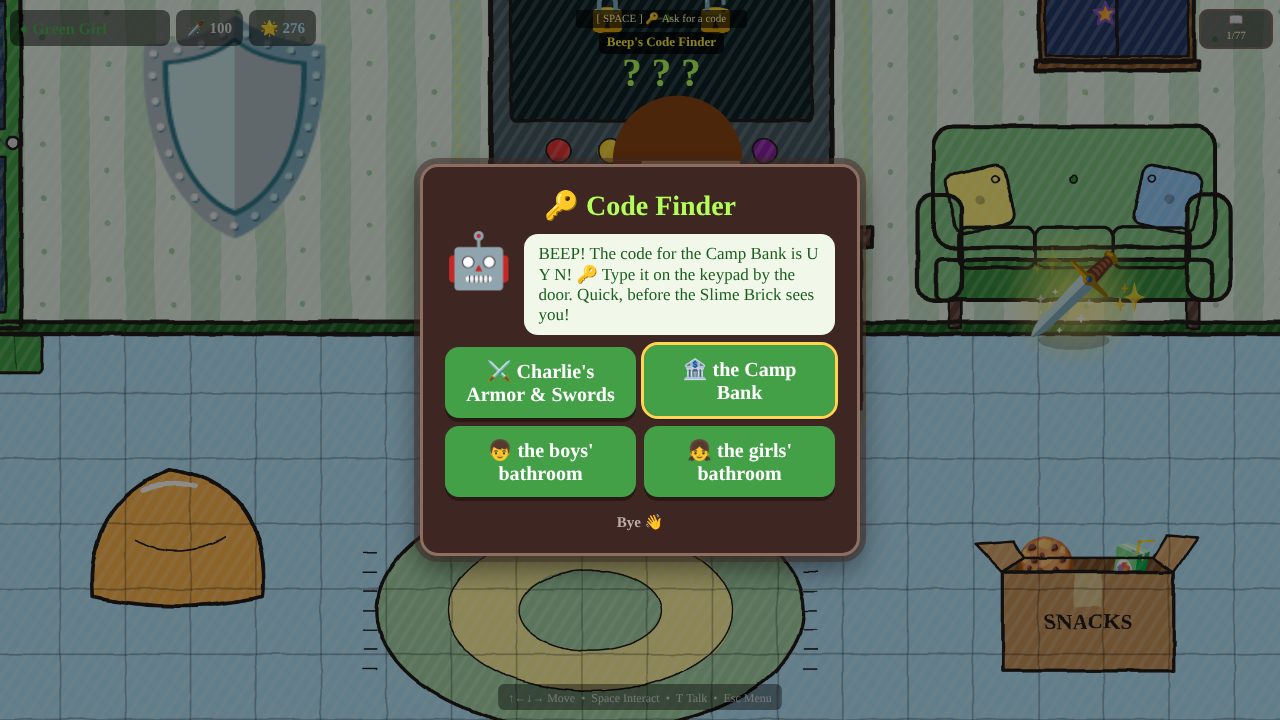 Green Girl
100
276
[ SPACE ] 🔑 Ask for a code
Beep's Code Finder
? ? ?
1/77
🔑 Code Finder
BEEP! The code for the Camp Bank is U
Y N! 🔑 Type it on the keypad by the
door. Quick, before the Slime Brick sees
you!
⚔️ Charlie's
Armor & Swords
🏦 the Camp
Bank
👦 the boys'
bathroom
👧 the girls'
bathroom
Bye 👋
SNACKS
↑←↓→ Move • Space Interact • T Talk • Esc Menu